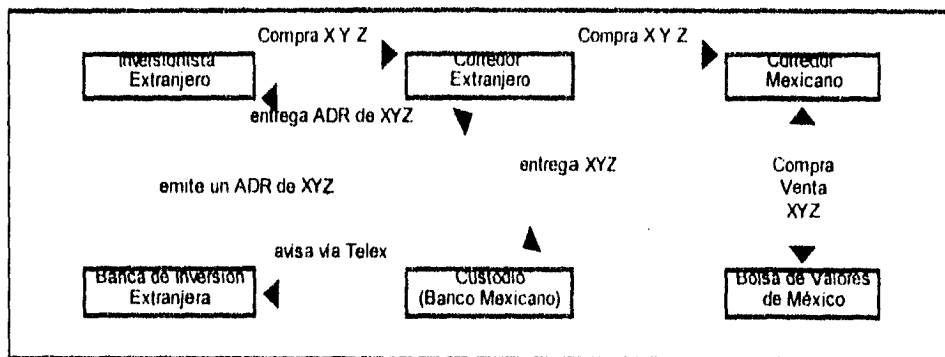 Compra X Y Z
Compra X Y Z
Inversionista
Extranjero
Corredor
Extranjero
Corredor
Mexicano
entrega ADR de XYZ
entrega XYZ
Compra
Venta
XYZ
emite un ADR de XYZ
avisa vía Telex
Banca de Inversión
Extranjera
Custodio
(Banco Mexicano)
Bolsa de Valores
de México